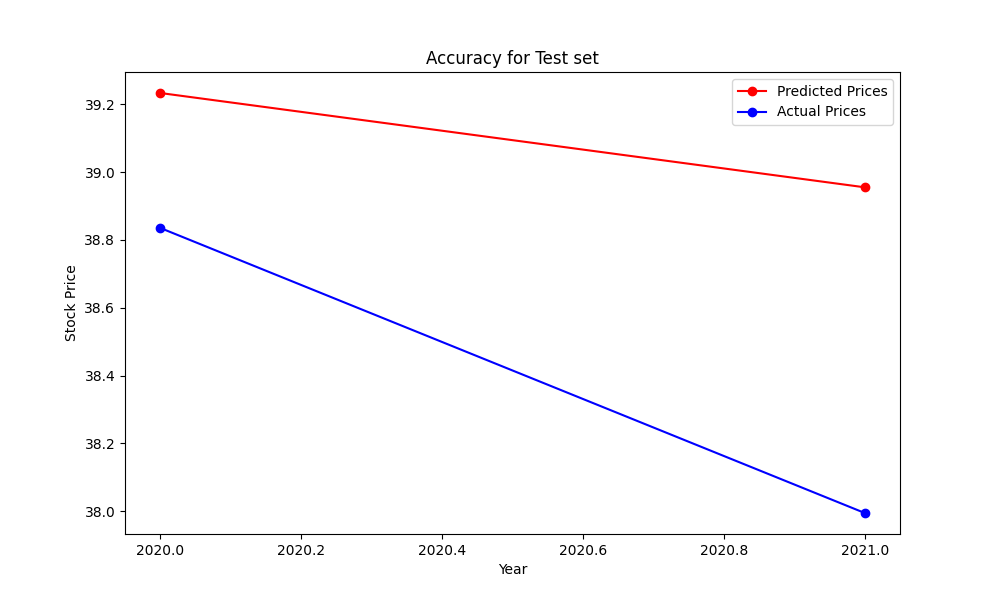 Accuracy for Test set
Predicted Prices
Actual Prices
39.2
39.0
38.8
38.6
38.4
38.2
38.0
Stock Price
2020.0 2020.2 2020.4 2020.6 2020.8 2021.0
Year